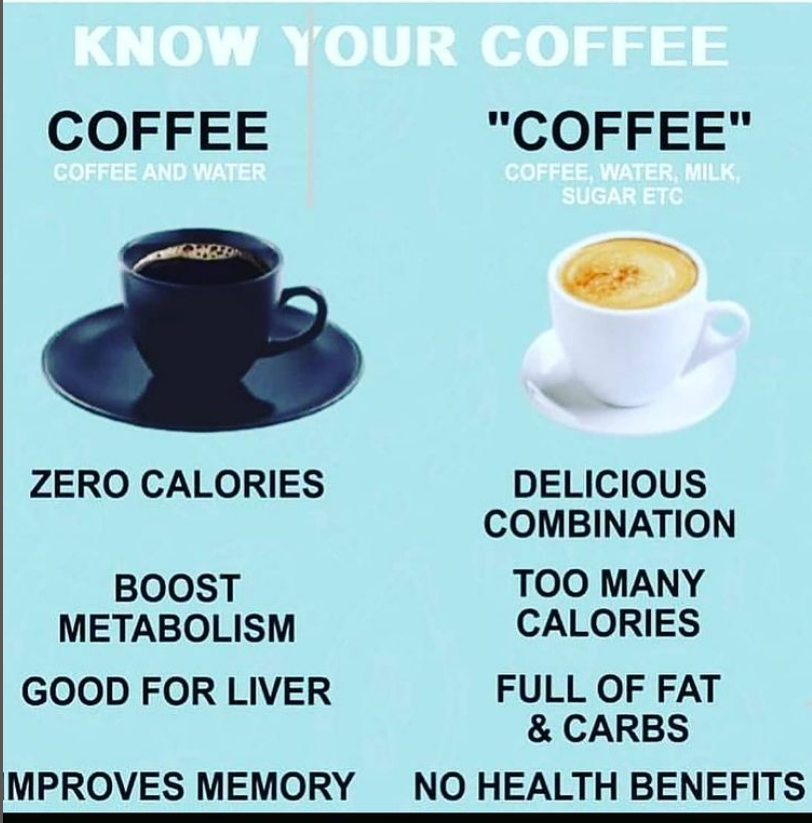 KNOW YOUR COFFEE
COFFEE
COFFEE AND WATER
ZERO CALORIES
BOOST
METABOLISM
GOOD FOR LIVER
MPROVES MEMORY
"COFFEE"
COFFEE, WATER, MILK,
SUGAR ETC
DELICIOUS
COMBINATION
TOO MANY
CALORIES
FULL OF FAT
& CARBS
NO HEALTH BENEFITS